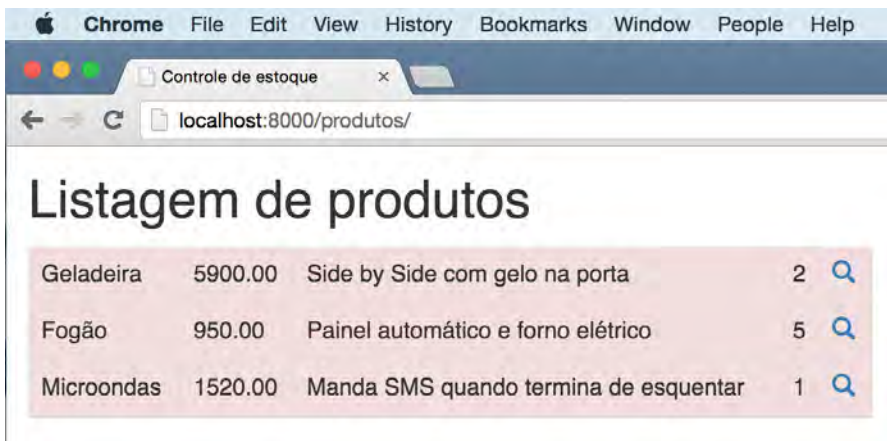 Chrome File Edit View History Bookmarks Window People Help
Controle de estoque ×
localhost:8000/produtos/
Listagem de produtos
Geladeira 5900.00 Side by Side com gelo na porta 2
Fogão 950.00 Painel automático e forno elétrico 5
Microondas 1520.00 Manda SMS quando termina de esquentar 1